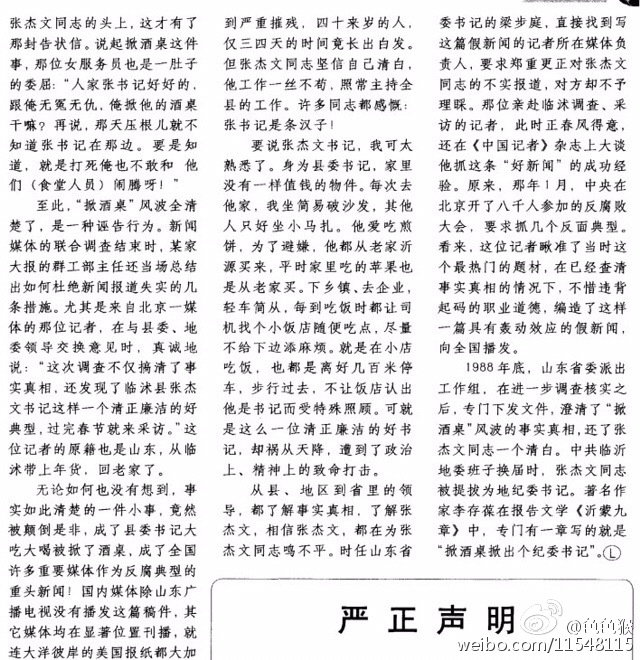 张杰文同志的头上，这才有了
那封告状信。说起掀酒桌这件
事，那位女服务员也是一肚子
的委屈：“人家张书记好好的，
跟俺无冤无仇，俺掀他的酒桌
干嘛？再说，那天压根儿就不
知道张书记在那边。要是知
道，就是打死俺也不敢和 他
们（食堂人员）闹腾呀！”
至此，“掀酒桌”风波全清
楚了，是一种诬告行为。新闻
媒体的联合调查结束时，某家
大报的群工部主任还当场总结
出如何杜绝新闻报道失实的几
条措施。尤其是来自北京一媒
体的那位记者，在与县委、地
委领导交换意见时，真诚地
说：“这次调查不仅搞清了事
实真相，还发现了临沭县张杰
文书记这样一个清正廉洁的好
典型，过完春节就来采访。”这
位记者的原籍也是山东，从临
沭带上年货，回老家了。
无论如何也没有想到，事
实如此清楚的一件小事，竟然
被颠倒是非，成了县委书记大
吃大喝被掀了酒桌，成了全国
许多重要媒体作为反腐典型的
重头新闻！国内媒体除山东广
播电视没有播发这篇稿件，其
它媒体均在显著位置刊播，就
连大洋彼岸的美国报纸都大加
到严重摧残，四十来岁的人，
仅三四天的时间竟长出白发。
但张杰文同志坚信自己清白，
他工作一丝不苟，照常主持全
县的工作。许多同志都感慨：
张书记是条汉子！
要说张杰文书记，我可太
熟悉了。身为县委书记，家里
没有一样值钱的物件。每次去
他家，我坐简易破沙发，其他
人只好坐小马扎。他爱吃煎
饼，为了避嫌，他都从老家沂
源买来，平时家里吃的苹果也
是从老家买。下乡镇、去企业，
轻车简从，每到吃饭时都让司
机找个小饭店随便吃点，尽量
不给下边添麻烦。就是在小店
吃饭，也都是离好几百米停
车，步行过去，不让饭店认出
他是书记而受特殊照顾。可就
是这么一位清正廉洁的好书
记，却祸从天降，遭到了政治
上、精神上的致命打击。
从县、地区到省里的领
导，都了解事实真相，了解张
杰文，相信张杰文，都在为张
杰文同志鸣不平。时任山东省
委书记的梁步庭，直接找到写
这篇假新闻的记者所在媒体负
责人，要求郑重更正对张杰文
同志的不实报道，对方却不予
理睬。那位亲赴临沭调查、采
访的记者，此时正春风得意，
还在《中国记者》杂志上大谈
他抓这条“好新闻”的成功经
验。原来，那年1月，中央在
北京开了八千人参加的反腐败
大会，要求抓几个反面典型。
看来，这位记者瞅准了当时这
个最热门的题材，在已经查清
事实真相的情况下，不惜违背
起码的职业道德，编造了这样
一篇具有轰动效应的假新闻，
向全国播发。
1988年底，山东省委派出
工作组，在进一步调查核实之
后，专门下发文件，澄清了“掀
酒桌”风波的事实真相，还了张
杰文同志一个清白。中共临沂
地委班子换届时，张杰文同志
被提拔为地纪委书记。著名作
家李存葆在报告文学《沂蒙九
章》中，专门有一章写的就是
“掀酒桌掀出个纪委书记”。Ⓛ
严正声明
@色色猴
weibo.com/11548115